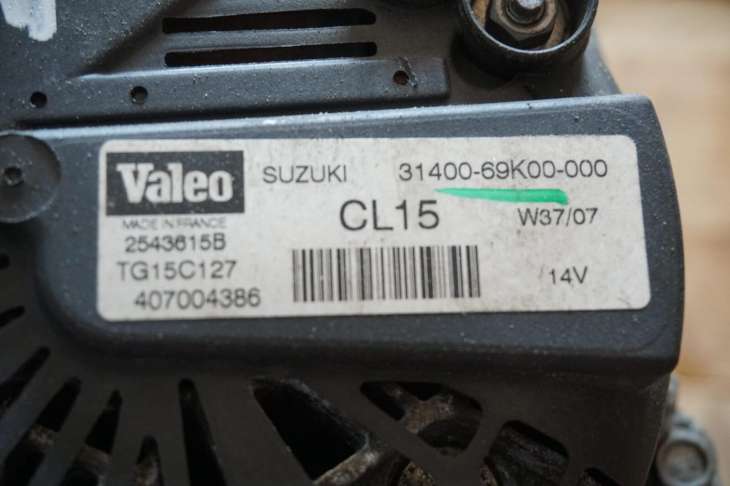 Valeo SUZUKI 31400-69K00-000
MADE IN FRANCE CL15 W37/07
2543615B
TG15C127 14V
407004386